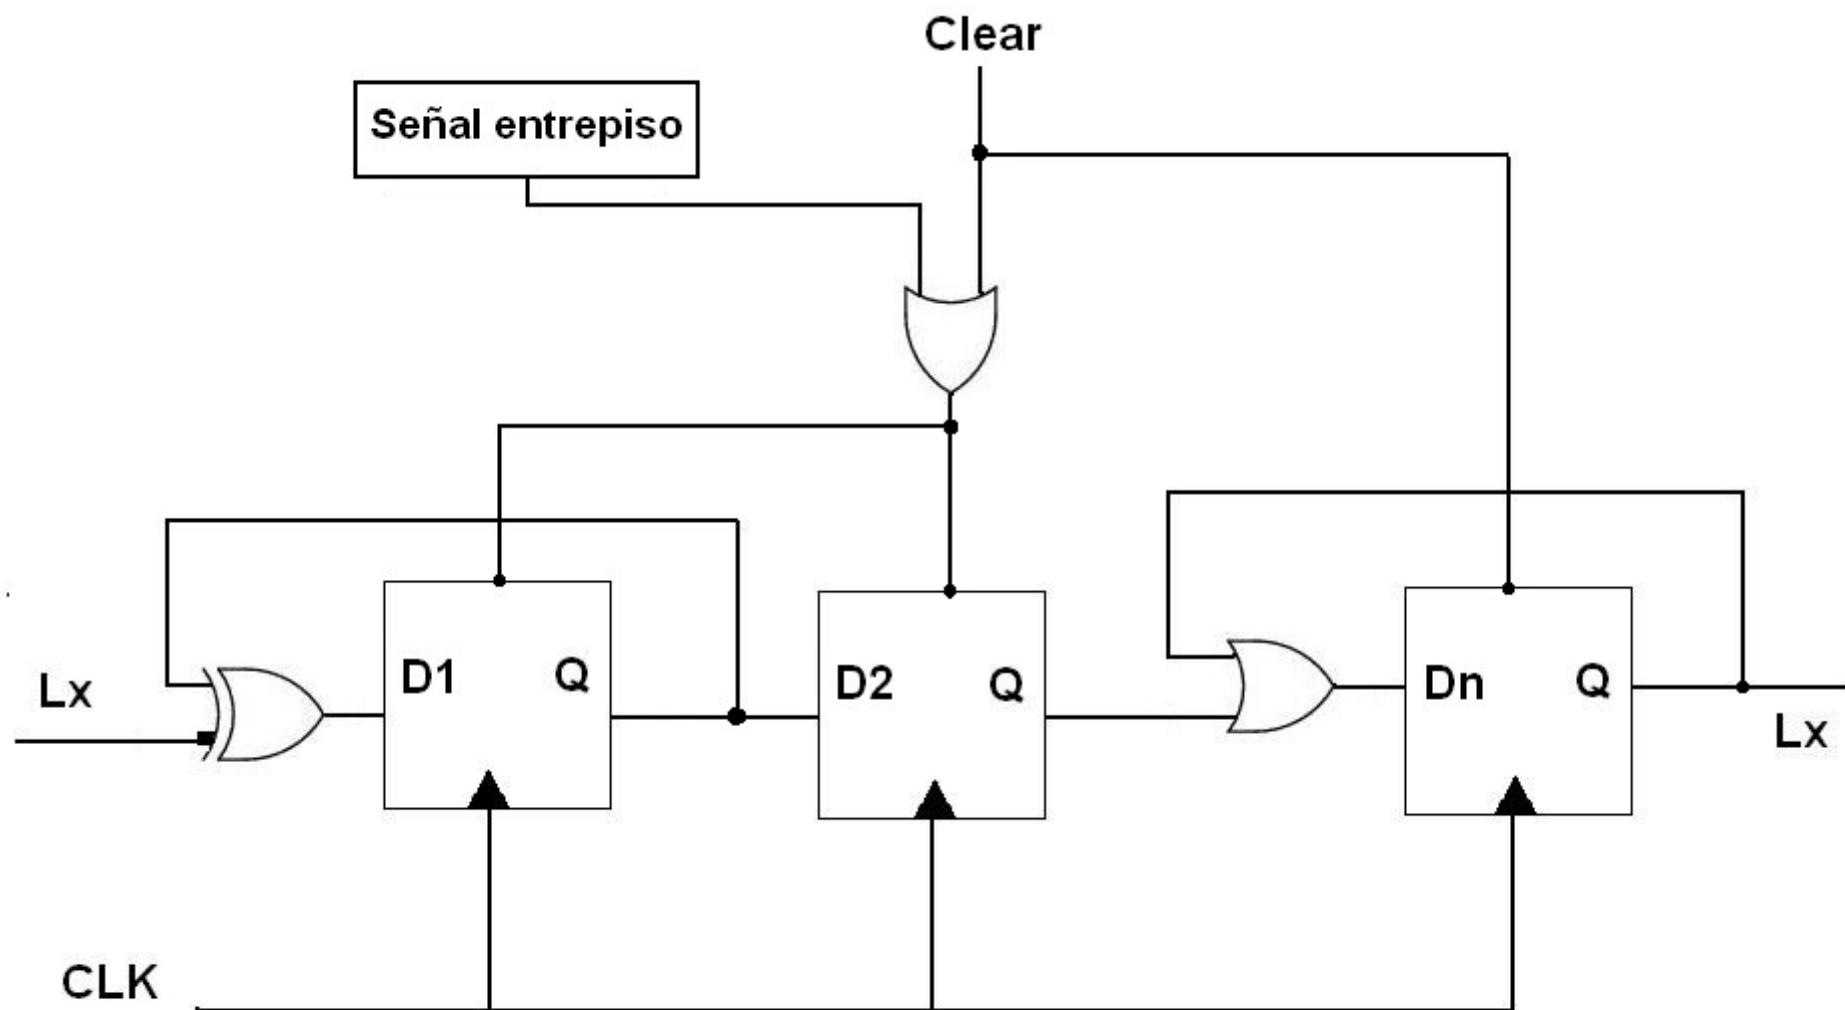 Clear
Señal entrepiso
Lx
D1
Q
D2
Q
Dn
Q
Lx
CLK